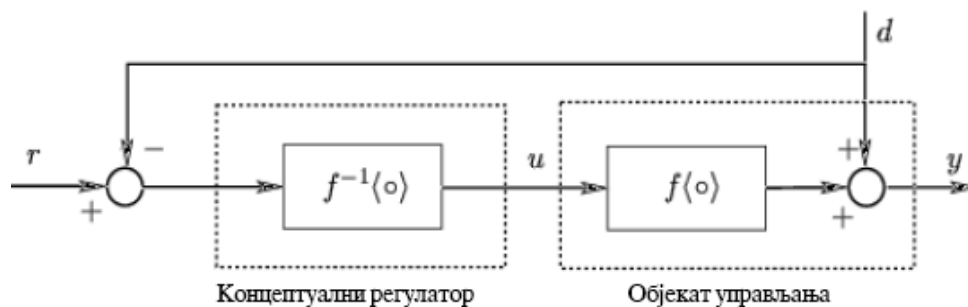 d
r
−
+
f⁻¹⟨∘⟩
u
f⟨∘⟩
+
+
y
Концептуални регулатор
Објекат управљања